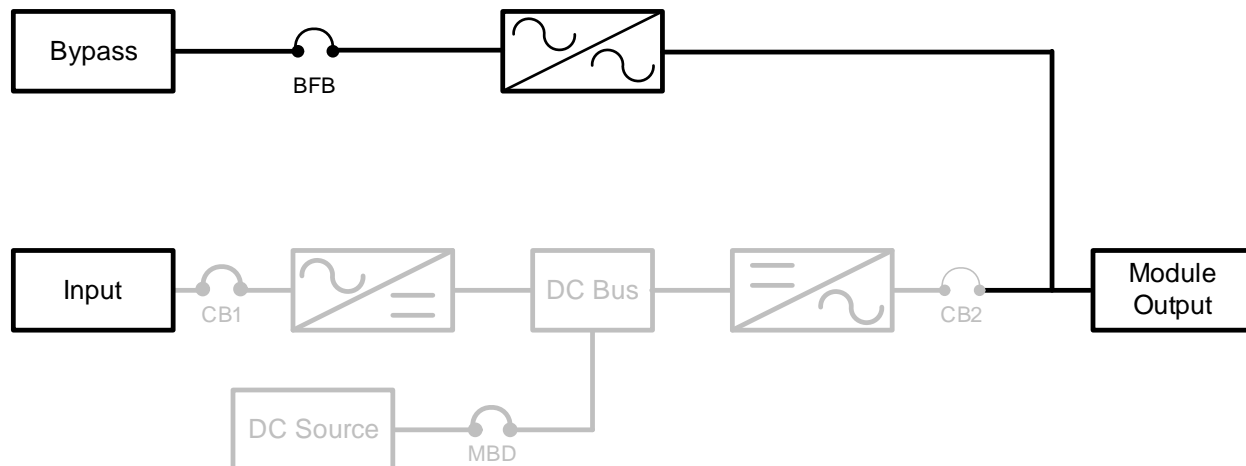 Bypass
BFB
Input
CB1
DC Bus
CB2
Module
Output
DC Source
MBD